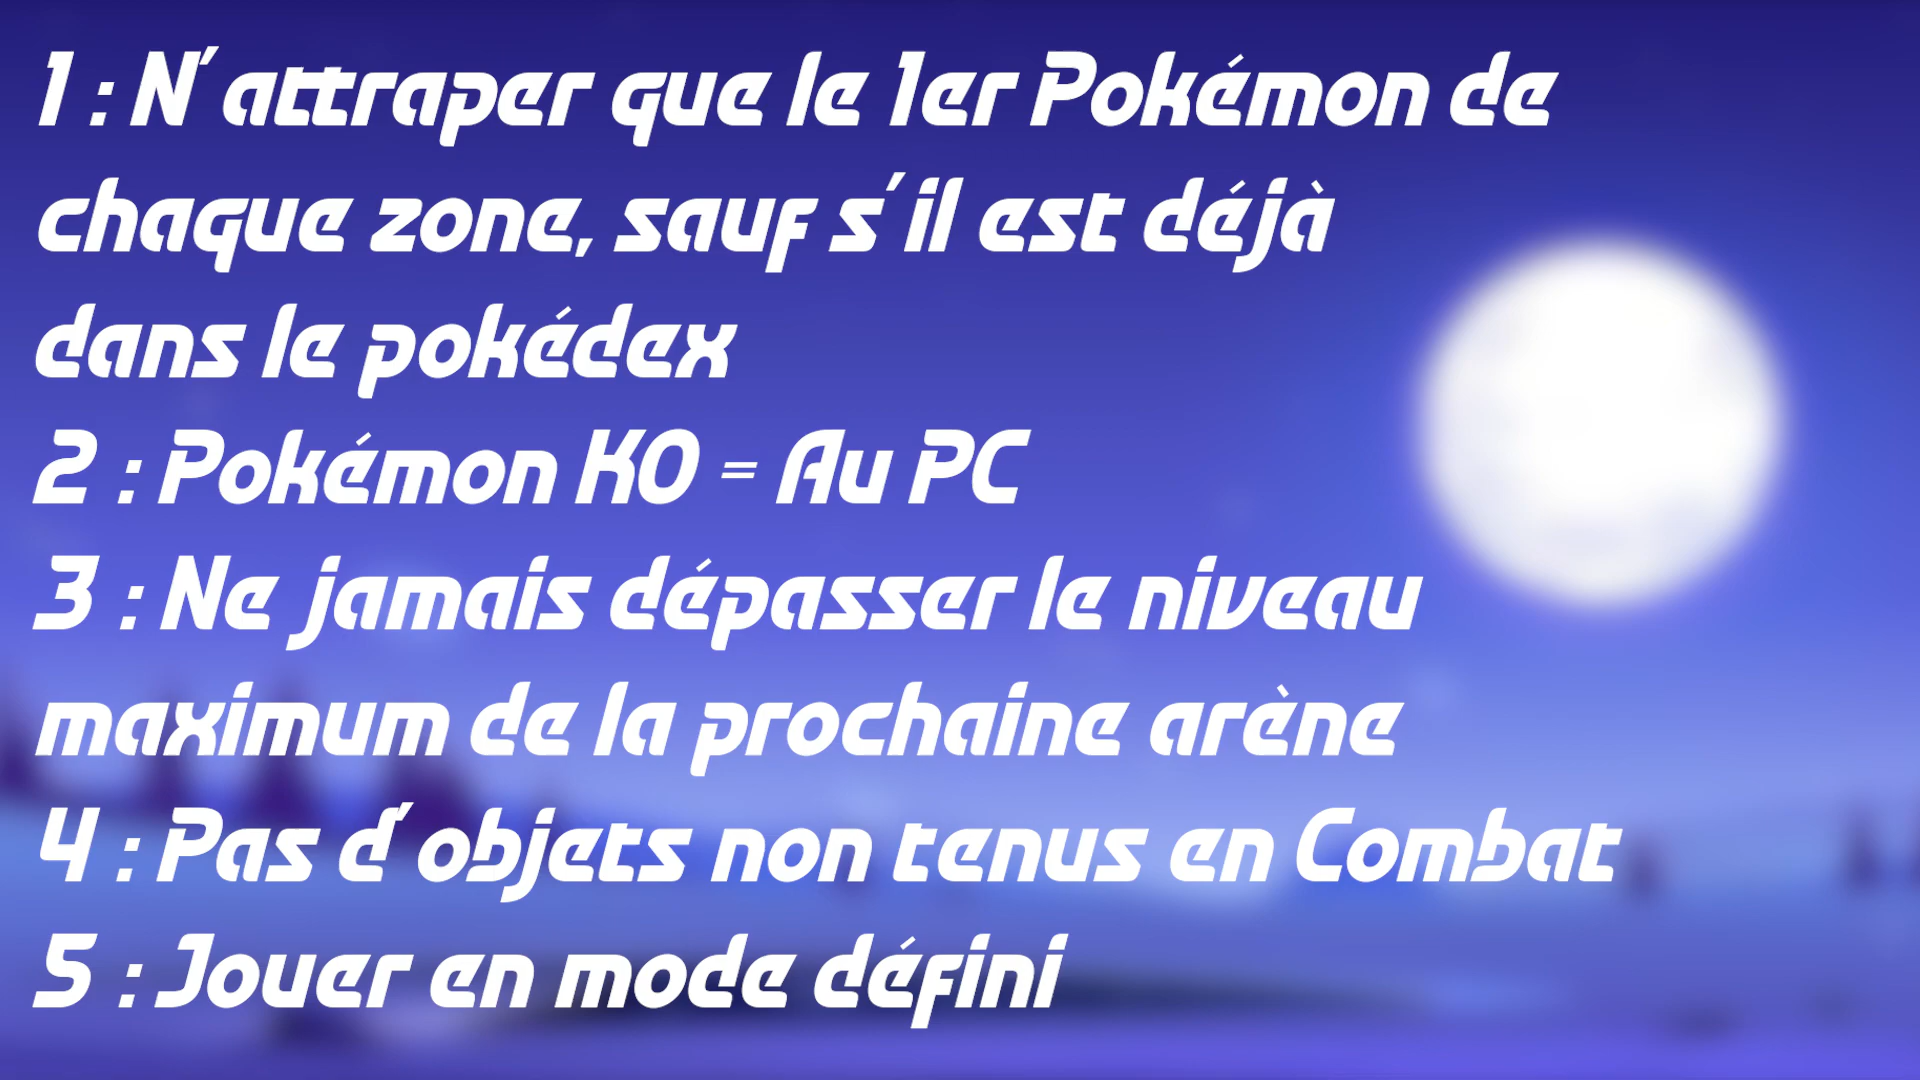 1 : N'attraper que le 1er Pokémon de
chaque zone, sauf s'il est déjà
dans le pokédex
2 : Pokémon KO = Au PC
3 : Ne jamais dépasser le niveau
maximum de la prochaine arène
4 : Pas d'objets non tenus en Combat
5 : Jouer en mode défini